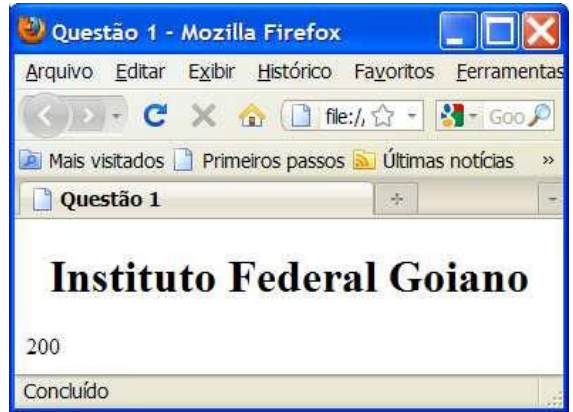 Questão 1 - Mozilla Firefox
Arquivo Editar Exibir Histórico Favoritos Ferramentas
file:/, Goo
Mais visitados Primeiros passos Últimas notícias »
Questão 1
Instituto Federal Goiano
200
Concluído